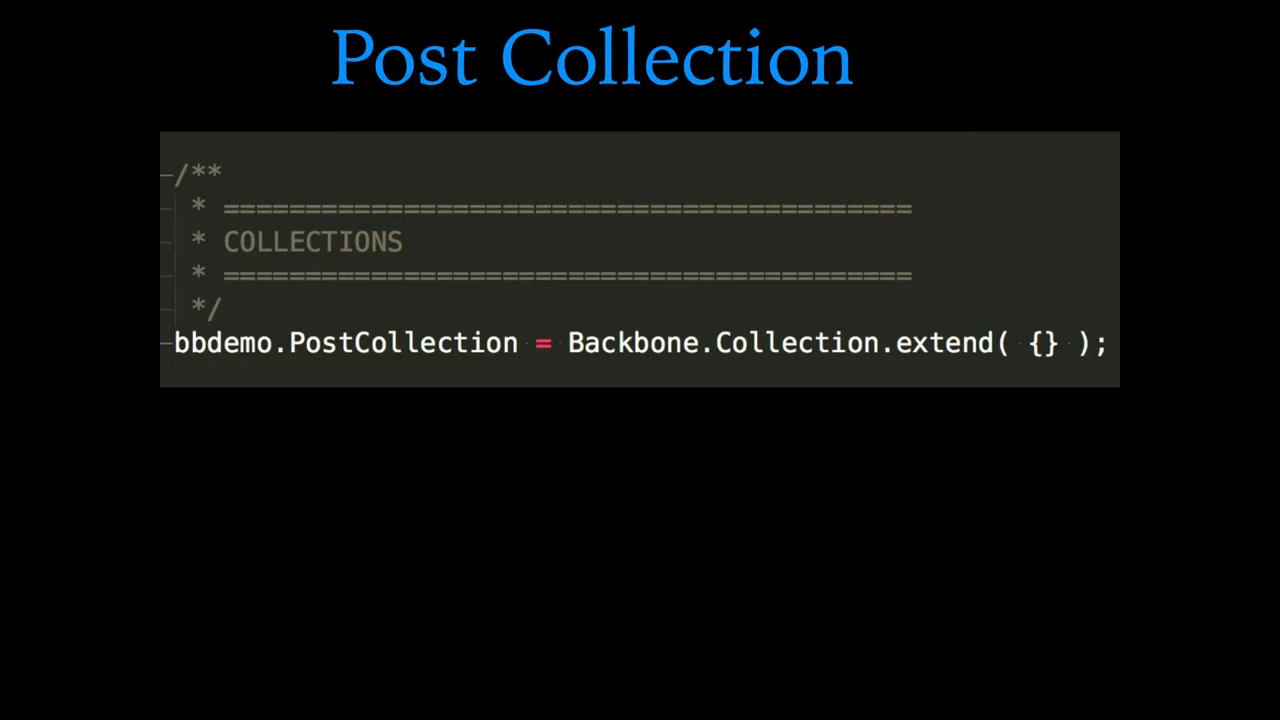 Post Collection
/**
* ==========================================
* COLLECTIONS
* ==========================================
*/
bbdemo.PostCollection = Backbone.Collection.extend( {} );